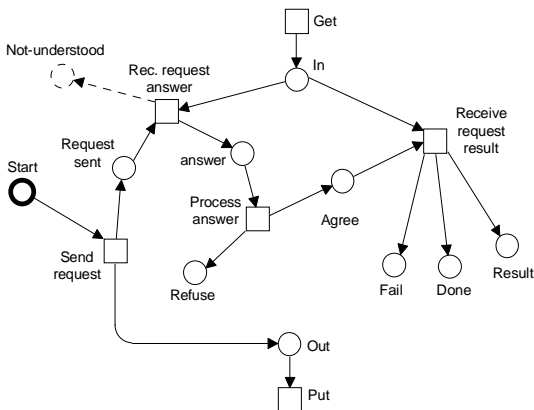 Get
Not-understood
In
Rec. request
answer
Receive
request
result
Request
sent
answer
Start
Process
answer
Agree
Send
request
Refuse
Fail
Done
Result
Out
Put